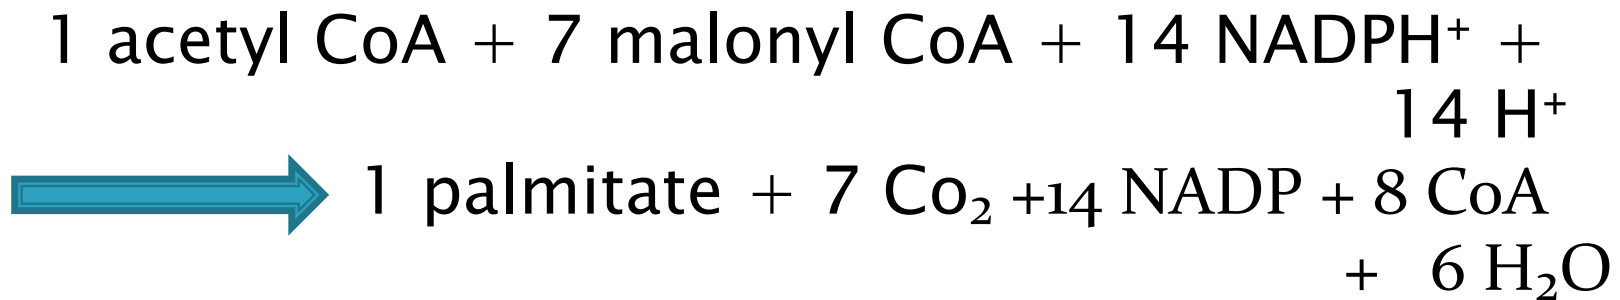 1 acetyl CoA + 7 malonyl CoA + 14 NADPH⁺ +
14 H⁺
1 palmitate + 7 Co₂ +14 NADP + 8 CoA
+ 6 H₂O